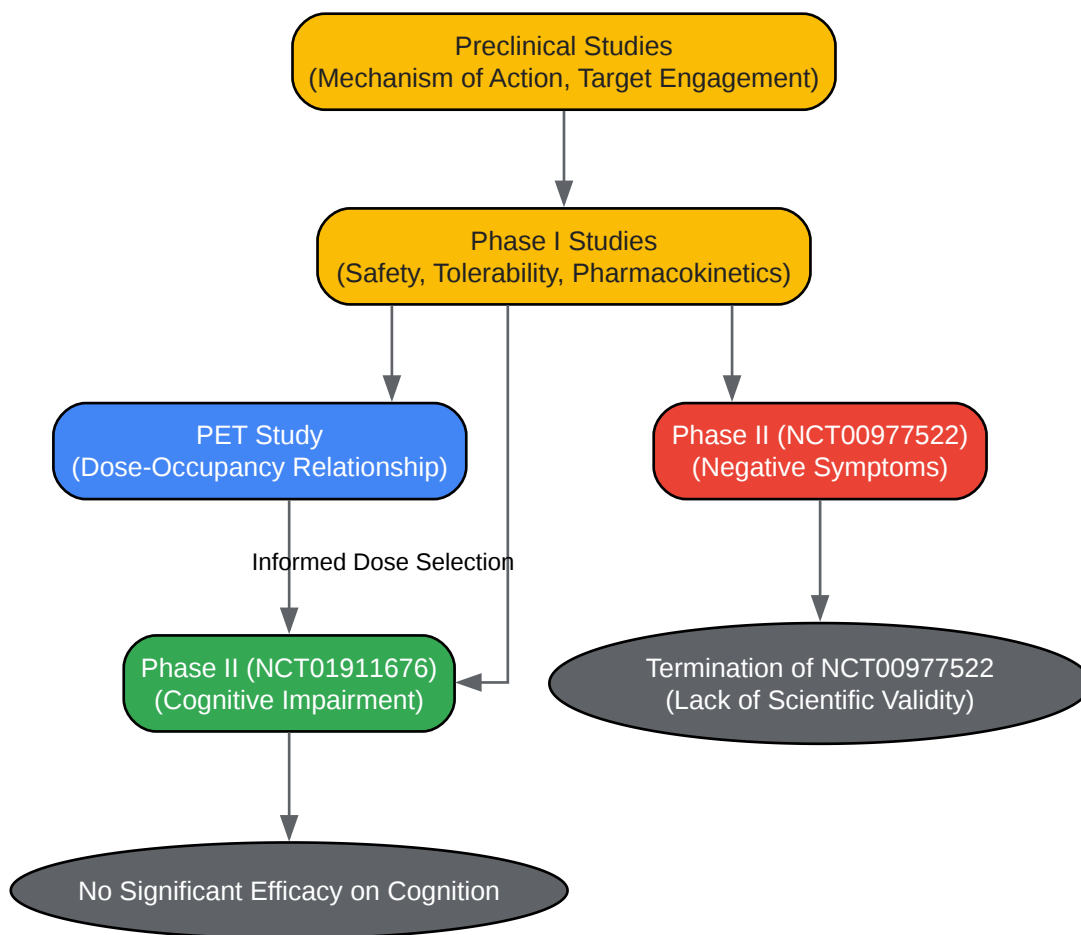 Preclinical Studies
(Mechanism of Action, Target Engagement)
Phase I Studies
(Safety, Tolerability, Pharmacokinetics)
PET Study
(Dose-Occupancy Relationship)
Phase II (NCT00977522)
(Negative Symptoms)
Informed Dose Selection
Phase II (NCT01911676)
(Cognitive Impairment)
Termination of NCT00977522
(Lack of Scientific Validity)
No Significant Efficacy on Cognition